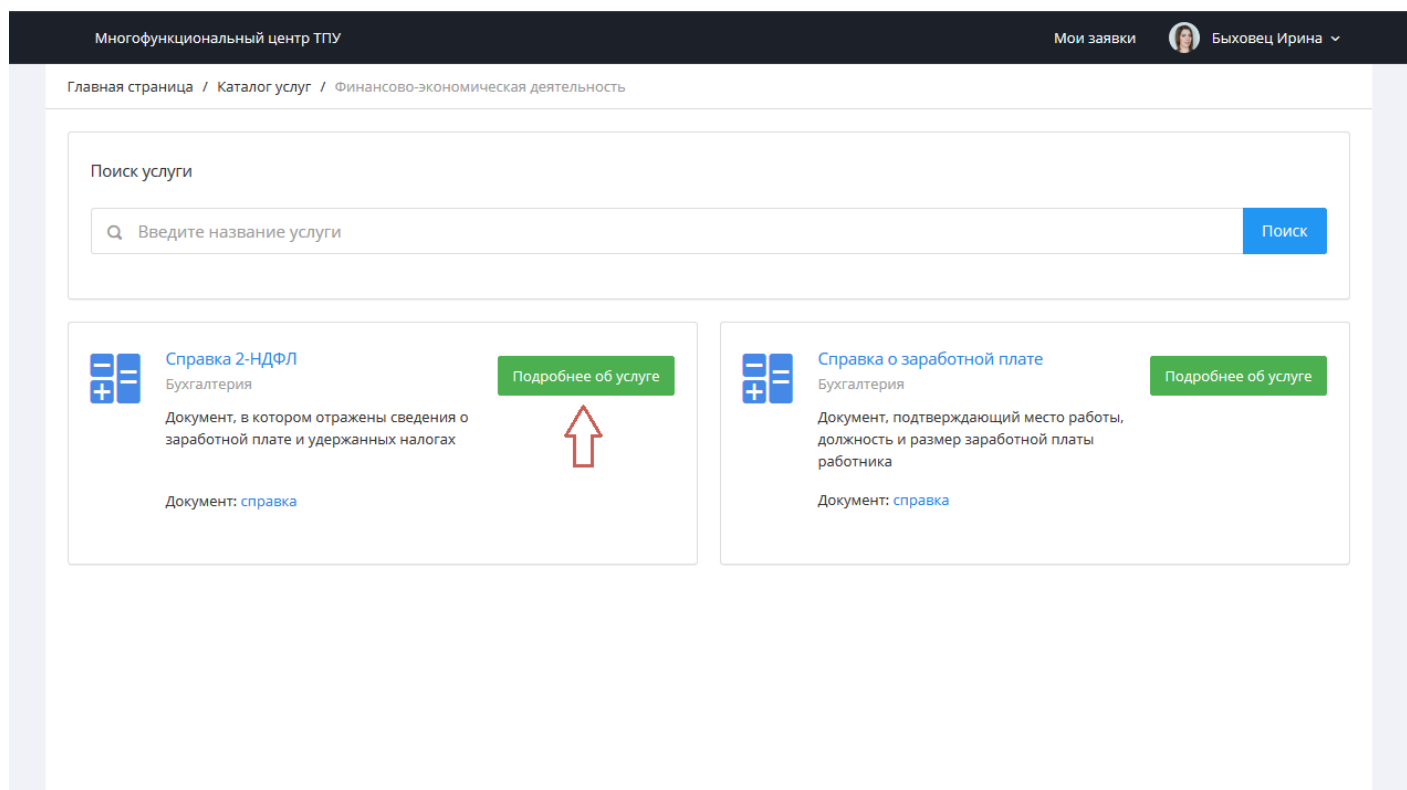 Многофункциональный центр ТПУ
Мои заявки
Быховец Ирина
Главная страница / Каталог услуг / Финансово-экономическая деятельность
Поиск услуги
Введите название услуги
Поиск
Справка 2-НДФЛ
Бухгалтерия
Подробнее об услуге
Документ, в котором отражены сведения о
заработной плате и удержанных налогах
Документ: справка
Справка о заработной плате
Бухгалтерия
Подробнее об услуге
Документ, подтверждающий место работы,
должность и размер заработной платы
работника
Документ: справка